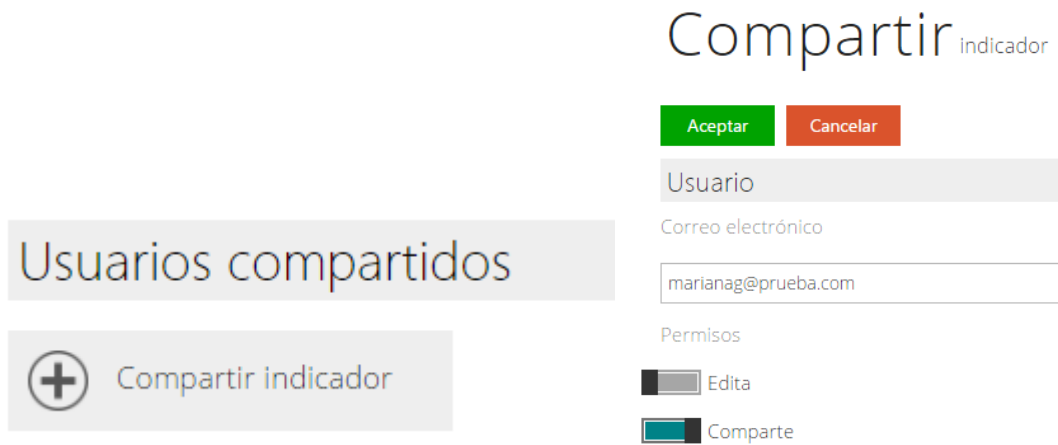 Usuarios compartidos
Compartir indicador
Compartir indicador
Aceptar Cancelar
Usuario
Correo electrónico
marianag@prueba.com
Permisos
Edita
Comparte